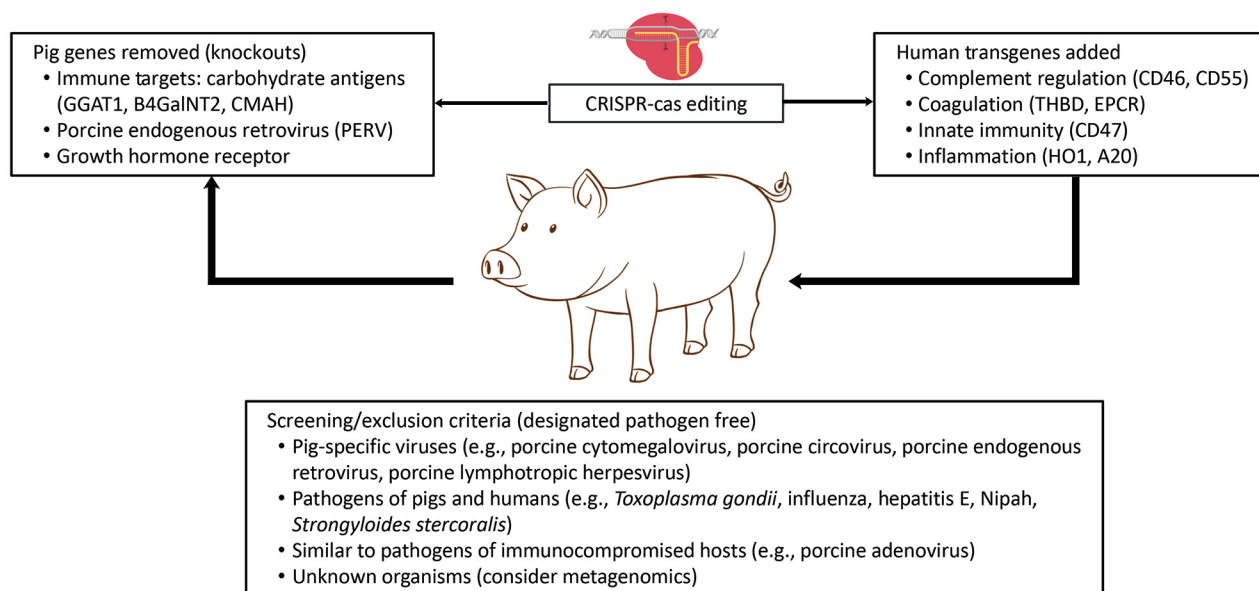 Pig genes removed (knockouts)
• Immune targets: carbohydrate antigens
(GGAT1, B4GalNT2, CMAH)
• Porcine endogenous retrovirus (PERV)
• Growth hormone receptor
CRISPR-cas editing
Human transgenes added
• Complement regulation (CD46, CD55)
• Coagulation (THBD, EPCR)
• Innate immunity (CD47)
• Inflammation (HO1, A20)
Screening/exclusion criteria (designated pathogen free)
• Pig-specific viruses (e.g., porcine cytomegalovirus, porcine circovirus, porcine endogenous
retrovirus, porcine lymphotropic herpesvirus)
• Pathogens of pigs and humans (e.g., Toxoplasma gondii, influenza, hepatitis E, Nipah,
Strongyloides stercoralis)
• Similar to pathogens of immunocompromised hosts (e.g., porcine adenovirus)
• Unknown organisms (consider metagenomics)